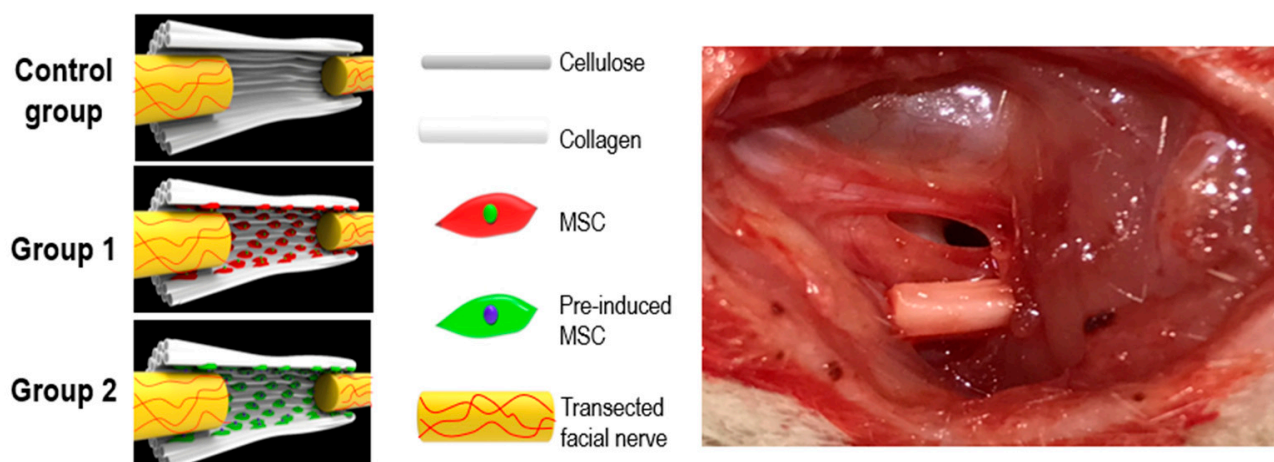 Control
group
Group 1
Group 2
Cellulose
Collagen
MSC
Pre-induced
MSC
Transected
facial nerve